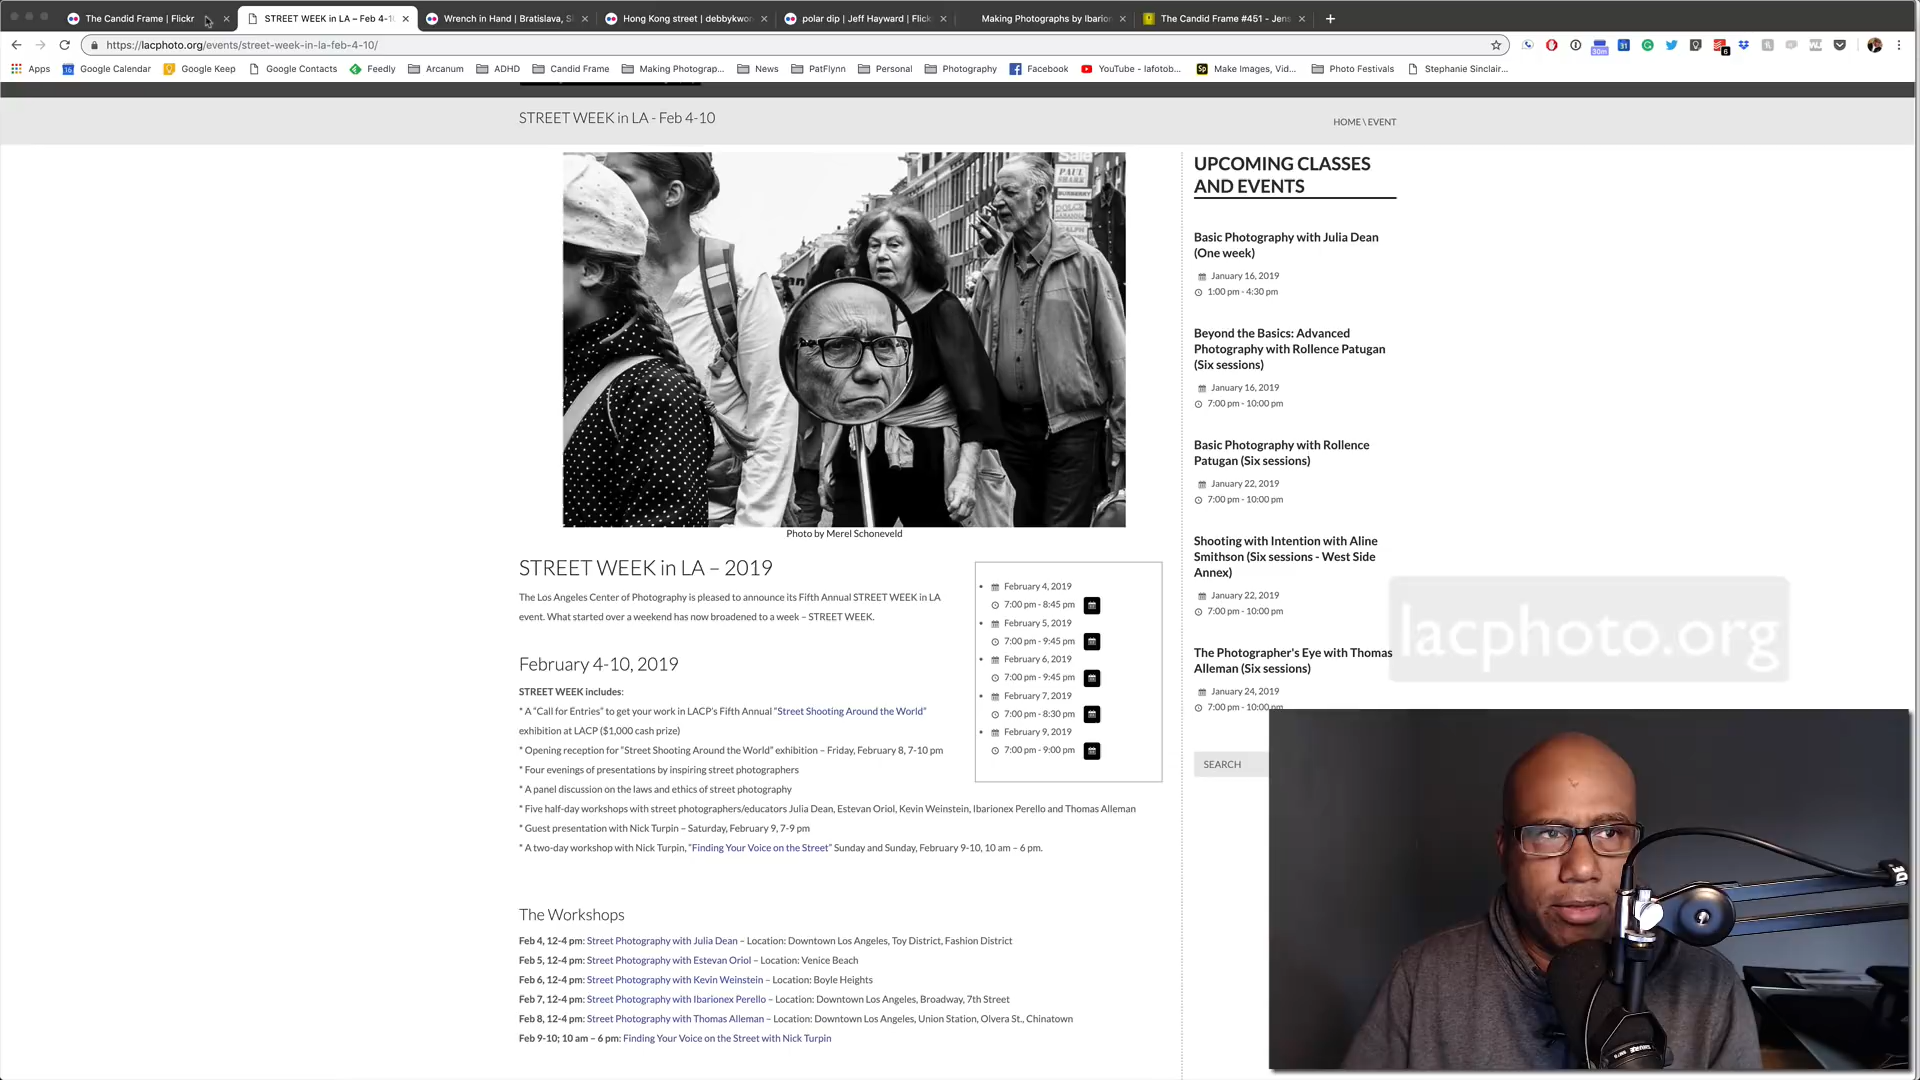 The Candid Frame | Flickr
STREET WEEK in LA – Feb 4-10
Wrench in Hand | Bratislava, S
Hong Kong street | debbykwon
polar dip | Jeff Hayward | Flick
Making Photographs by Ibarion
The Candid Frame #451 - Jens
https://lacphoto.org/events/street-week-in-la-feb-4-10/
Apps Google Calendar Google Keep Google Contacts Feedly Arcanum ADHD Candid Frame Making Photograp... News PatFlynn Personal Photography Facebook YouTube - Iafotob... Make Images, Vid... Photo Festivals Stephanie Sinclair...
STREET WEEK in LA - Feb 4-10
HOME \ EVENT
PAUL
SHARK
BURBERRY
DOLCE
GABANNA
Photo by Merel Schoneveld
STREET WEEK in LA – 2019
The Los Angeles Center of Photography is pleased to announce its Fifth Annual STREET WEEK in LA
event. What started over a weekend has now broadened to a week – STREET WEEK.
February 4-10, 2019
STREET WEEK includes:
* A “Call for Entries” to get your work in LACP’s Fifth Annual “Street Shooting Around the World”
exhibition at LACP ($1,000 cash prize)
* Opening reception for “Street Shooting Around the World” exhibition – Friday, February 8, 7-10 pm
* Four evenings of presentations by inspiring street photographers
* A panel discussion on the laws and ethics of street photography
* Five half-day workshops with street photographers/educators Julia Dean, Estevan Oriol, Kevin Weinstein, Ibarionex Perello and Thomas Alleman
* Guest presentation with Nick Turpin – Saturday, February 9, 7-9 pm
* A two-day workshop with Nick Turpin, “Finding Your Voice on the Street” Sunday and Sunday, February 9-10, 10 am – 6 pm.
February 4, 2019
7:00 pm - 8:45 pm
February 5, 2019
7:00 pm - 9:45 pm
February 6, 2019
7:00 pm - 9:45 pm
February 7, 2019
7:00 pm - 8:30 pm
February 9, 2019
7:00 pm - 9:00 pm
The Workshops
Feb 4, 12-4 pm: Street Photography with Julia Dean – Location: Downtown Los Angeles, Toy District, Fashion District
Feb 5, 12-4 pm: Street Photography with Estevan Oriol – Location: Venice Beach
Feb 6, 12-4 pm: Street Photography with Kevin Weinstein – Location: Boyle Heights
Feb 7, 12-4 pm: Street Photography with Ibarionex Perello – Location: Downtown Los Angeles, Broadway, 7th Street
Feb 8, 12-4 pm: Street Photography with Thomas Alleman – Location: Downtown Los Angeles, Union Station, Olvera St., Chinatown
Feb 9-10; 10 am – 6 pm: Finding Your Voice on the Street with Nick Turpin
UPCOMING CLASSES
AND EVENTS
Basic Photography with Julia Dean
(One week)
January 16, 2019
1:00 pm - 4:30 pm
Beyond the Basics: Advanced
Photography with Rollence Patugan
(Six sessions)
January 16, 2019
7:00 pm - 10:00 pm
Basic Photography with Rollence
Patugan (Six sessions)
January 22, 2019
7:00 pm - 10:00 pm
Shooting with Intention with Aline
Smithson (Six sessions - West Side
Annex)
January 22, 2019
7:00 pm - 10:00 pm
The Photographer's Eye with Thomas
Alleman (Six sessions)
January 24, 2019
7:00 pm - 10:00 pm
SEARCH
lacphoto.org